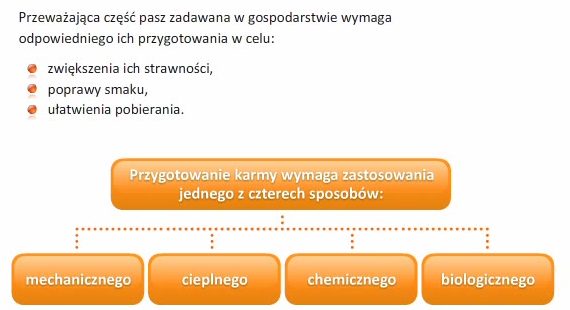 Przeważająca część pasz zadawana w gospodarstwie wymaga
odpowiedniego ich przygotowania w celu:
zwiększenia ich strawności,
poprawy smaku,
ułatwienia pobierania.
Przygotowanie karmy wymaga zastosowania
jednego z czterech sposobów:
mechanicznego
cieplnego
chemicznego
biologicznego